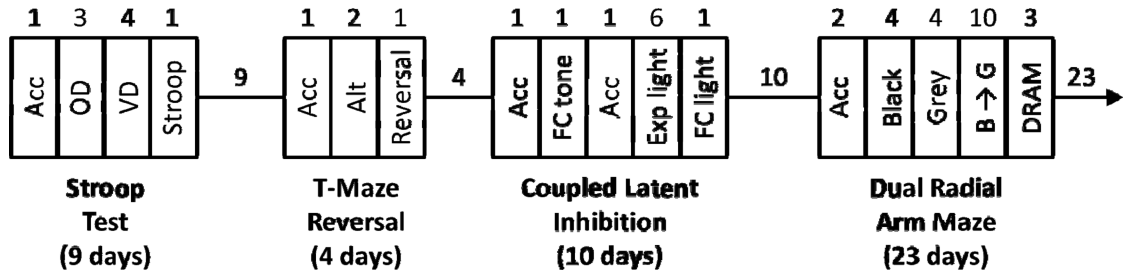 1 3 4 1 1 2 1 1 1 1 6 1 2 4 4 10 3
Acc OD VD Stroop 9 Acc Alt Reversal 4 Acc FC tone Acc Exp light FC light 10 Acc Black Grey B → G DRAM 23
Stroop T-Maze Coupled Latent Dual Radial
Test Reversal Inhibition Arm Maze
(9 days) (4 days) (10 days) (23 days)